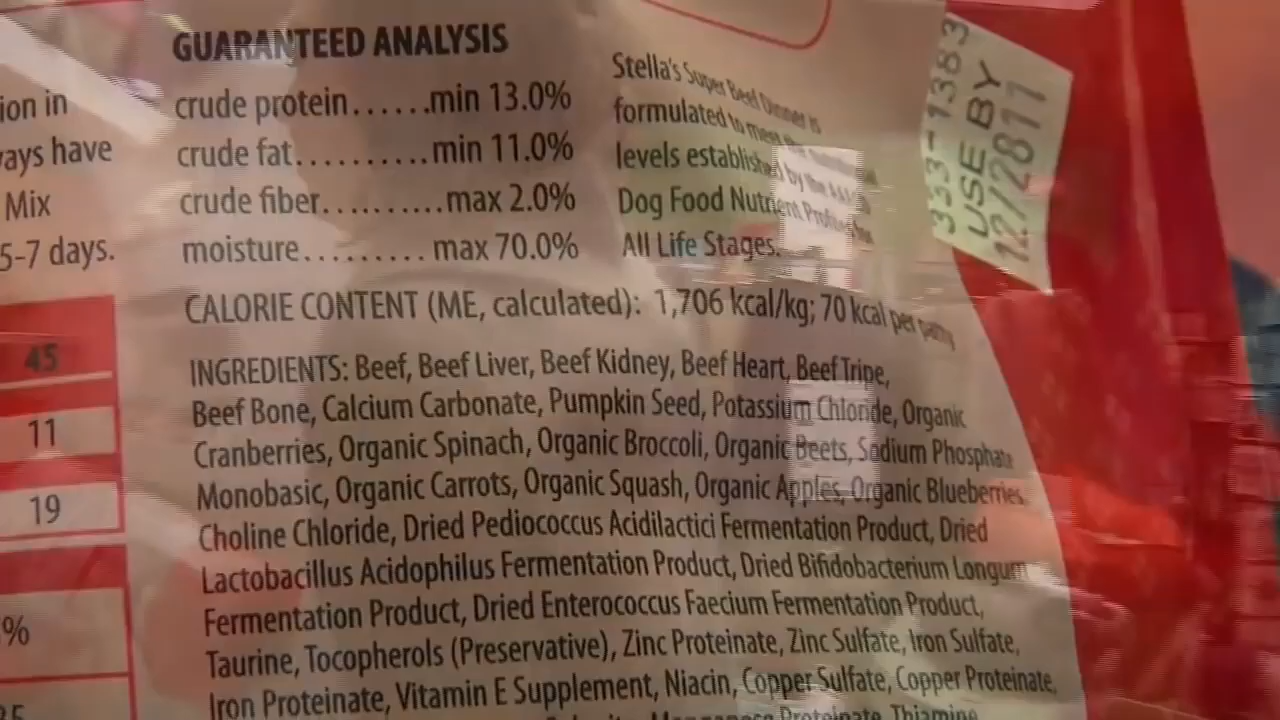 GUARANTEED ANALYSIS
crude protein......min 13.0%
crude fat..........min 11.0%
crude fiber..........max 2.0%
moisture.......... max 70.0%
Stella's Super Beef Dinner is
formulated to meet the nutritional
levels established by the
Dog Food Nutrient Profiles for
All Life Stages.
333-1383
USE BY
12/2811
ion in
ays have
Mix
5-7 days.
45
11
19
%
CALORIE CONTENT (ME, calculated): 1,706 kcal/kg; 70 kcal per patty
INGREDIENTS: Beef, Beef Liver, Beef Kidney, Beef Heart, Beef Tripe,
Beef Bone, Calcium Carbonate, Pumpkin Seed, Potassium Chloride, Organic
Cranberries, Organic Spinach, Organic Broccoli, Organic Beets, Sodium Phosphate
Monobasic, Organic Carrots, Organic Squash, Organic Apples, Organic Blueberries,
Choline Chloride, Dried Pediococcus Acidilactici Fermentation Product, Dried
Lactobacillus Acidophilus Fermentation Product, Dried Bifidobacterium Longum
Fermentation Product, Dried Enterococcus Faecium Fermentation Product,
Taurine, Tocopherols (Preservative), Zinc Proteinate, Zinc Sulfate, Iron Sulfate,
Iron Proteinate, Vitamin E Supplement, Niacin, Copper Sulfate, Copper Proteinate,
Proteinate, Thiamine